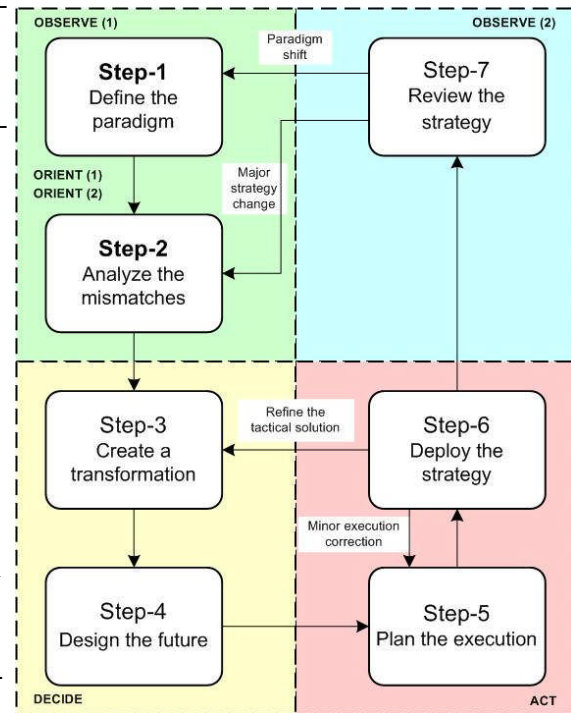 OBSERVE (1)
OBSERVE (2)
Step-1
Define the
paradigm
Paradigm
shift
Step-7
Review the
strategy
ORIENT (1)
ORIENT (2)
Major
strategy
change
Step-2
Analyze the
mismatches
Step-3
Create a
transformation
Refine the
tactical solution
Step-6
Deploy the
strategy
Minor execution
correction
Step-4
Design the future
Step-5
Plan the execution
DECIDE
ACT